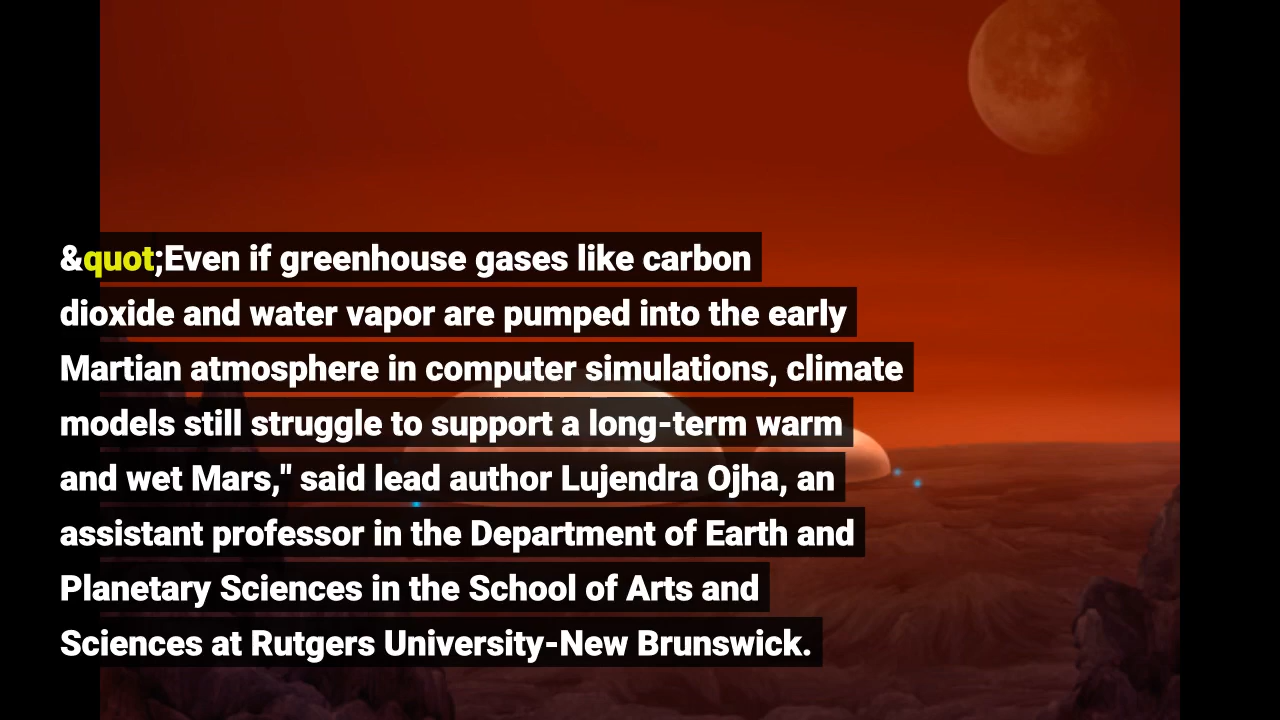 &quot;Even if greenhouse gases like carbon
dioxide and water vapor are pumped into the early
Martian atmosphere in computer simulations, climate
models still struggle to support a long-term warm
and wet Mars," said lead author Lujendra Ojha, an
assistant professor in the Department of Earth and
Planetary Sciences in the School of Arts and
Sciences at Rutgers University-New Brunswick.